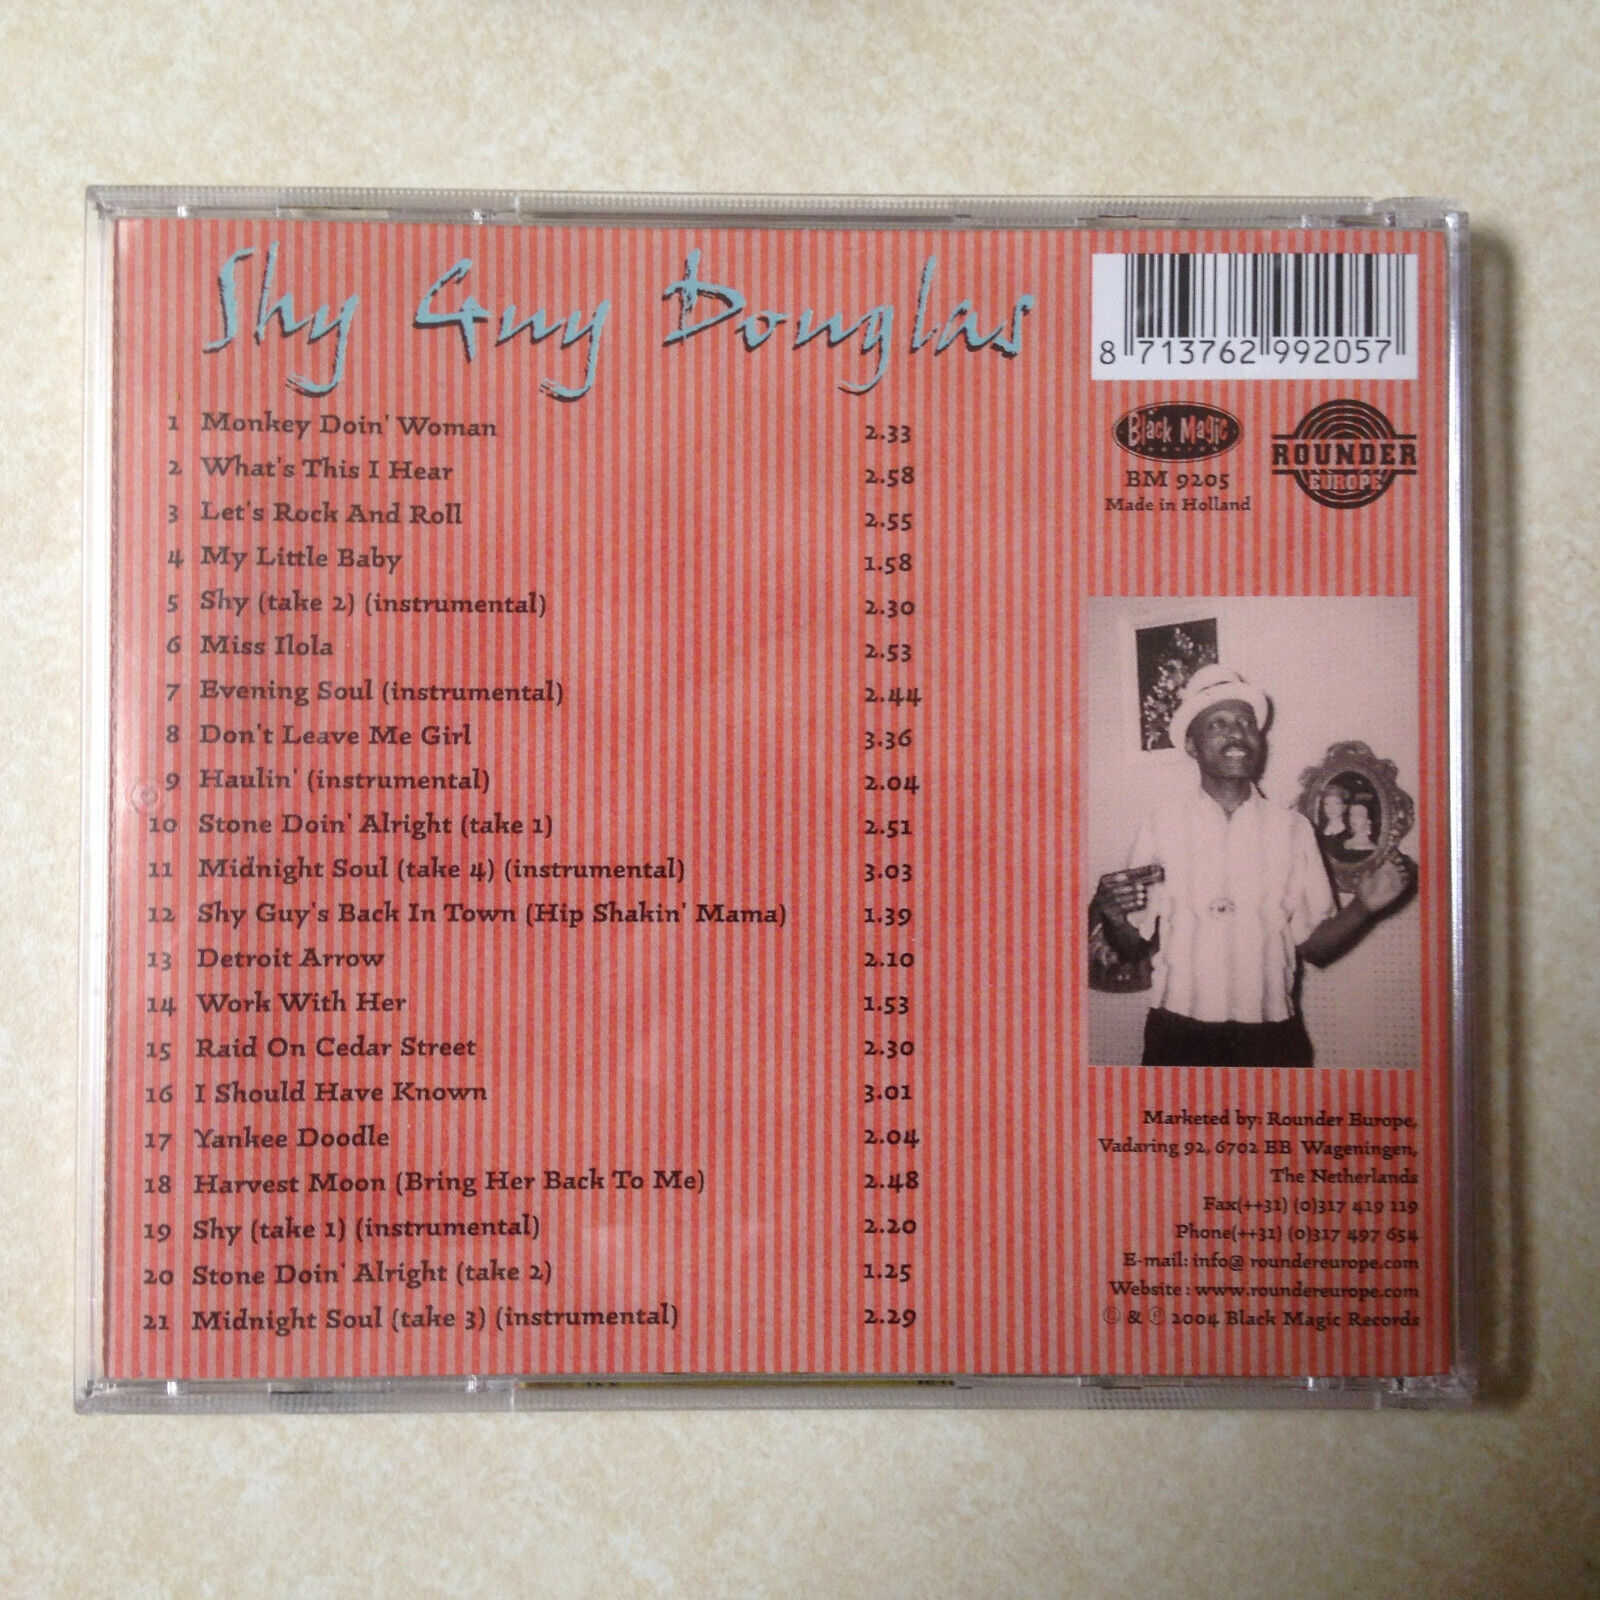 Shy Guy Douglas
1 Monkey Doin' Woman 2.33
2 What's This I Hear 2.58
3 Let's Rock And Roll 2.55
4 My Little Baby 1.58
5 Shy (take 2) (instrumental) 2.30
6 Miss Ilola 2.53
7 Evening Soul (instrumental) 2.44
8 Don't Leave Me Girl 3.36
9 Haulin' (instrumental) 2.04
10 Stone Doin' Alright (take 1) 2.51
11 Midnight Soul (take 4) (instrumental) 3.03
12 Shy Guy's Back In Town (Hip Shakin' Mama) 1.39
13 Detroit Arrow 2.10
14 Work With Her 1.53
15 Raid On Cedar Street 2.30
16 I Should Have Known 3.01
17 Yankee Doodle 2.04
18 Harvest Moon (Bring Her Back To Me) 2.48
19 Shy (take 1) (instrumental) 2.20
20 Stone Doin' Alright (take 2) 1.25
21 Midnight Soul (take 3) (instrumental) 2.29
8 713762 992057
Black Magic
BM 9205
Made in Holland
ROUNDER
EUROPE
Marketed by: Rounder Europe,
Vadaring 92, 6702 BB Wageningen,
The Netherlands
Fax(++31) (0)317 419 119
Phone(++31) (0)317 497 654
E-mail: info@ roundereurope.com
Website : www.roundereurope.com
© & ℗ 2004 Black Magic Records